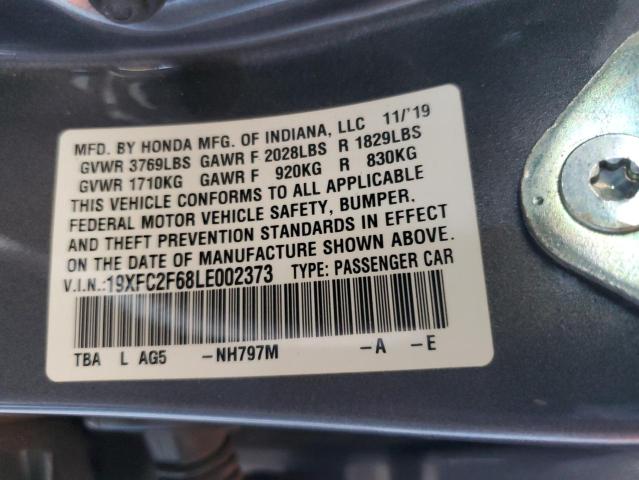 MFD. BY HONDA MFG. OF INDIANA, LLC 11/'19
GVWR 3769LBS GAWR F 2028LBS R 1829LBS
GVWR 1710KG GAWR F 920KG R 830KG
THIS VEHICLE CONFORMS TO ALL APPLICABLE
FEDERAL MOTOR VEHICLE SAFETY, BUMPER,
AND THEFT PREVENTION STANDARDS IN EFFECT
ON THE DATE OF MANUFACTURE SHOWN ABOVE.
V.I.N.:19XFC2F68LE002373 TYPE: PASSENGER CAR
TBA L AG5 -NH797M -A -E